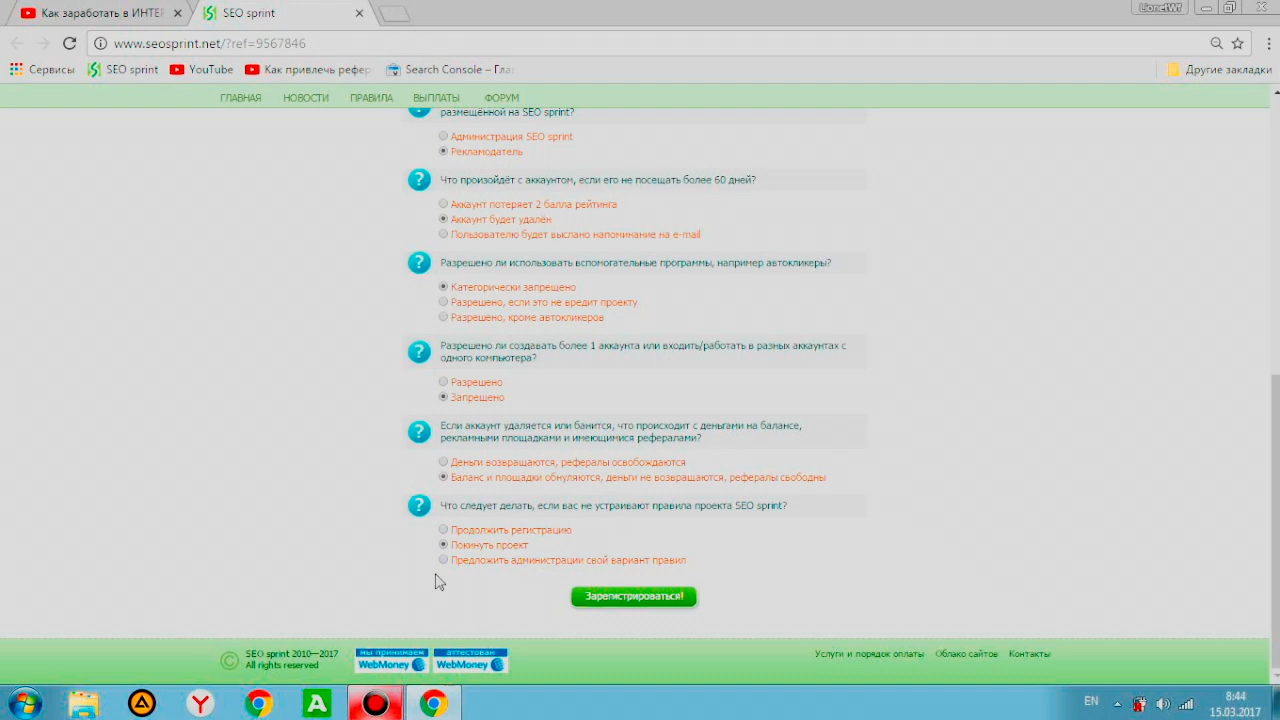 Как заработать в ИНТЕР
SEO sprint
LionetWf
www.seosprint.net/?ref=9567846
Сервисы
SEO sprint
YouTube
Как привлечь рефер
Search Console – Гла
Другие закладки
ГЛАВНАЯ
НОВОСТИ
ПРАВИЛА
ВЫПЛАТЫ
ФОРУМ
размещённой на SEO sprint?
Администрация SEO sprint
Рекламодатель
? Что произойдёт с аккаунтом, если его не посещать более 60 дней?
Аккаунт потеряет 2 балла рейтинга
Аккаунт будет удалён
Пользователю будет выслано напоминание на e-mail
? Разрешено ли использовать вспомогательные программы, например автокликеры?
Категорически запрещено
Разрешено, если это не вредит проекту
Разрешено, кроме автокликеров
? Разрешено ли создавать более 1 аккаунта или входить/работать в разных аккаунтах с
одного компьютера?
Разрешено
Запрещено
? Если аккаунт удаляется или банится, что происходит с деньгами на балансе,
рекламными площадками и имеющимися рефералами?
Деньги возвращаются, рефералы освобождаются
Баланс и площадки обнуляются, деньги не возвращаются, рефералы свободны
? Что следует делать, если вас не устраивают правила проекта SEO sprint?
Продолжить регистрацию
Покинуть проект
Предложить администрации свой вариант правил
Зарегистрироваться!
© SEO sprint 2010—2017
All rights reserved
мы принимаем
WebMoney
аттестован
WebMoney
Услуги и порядок оплаты
Облако сайтов
Контакты
EN
8:44
15.03.2017